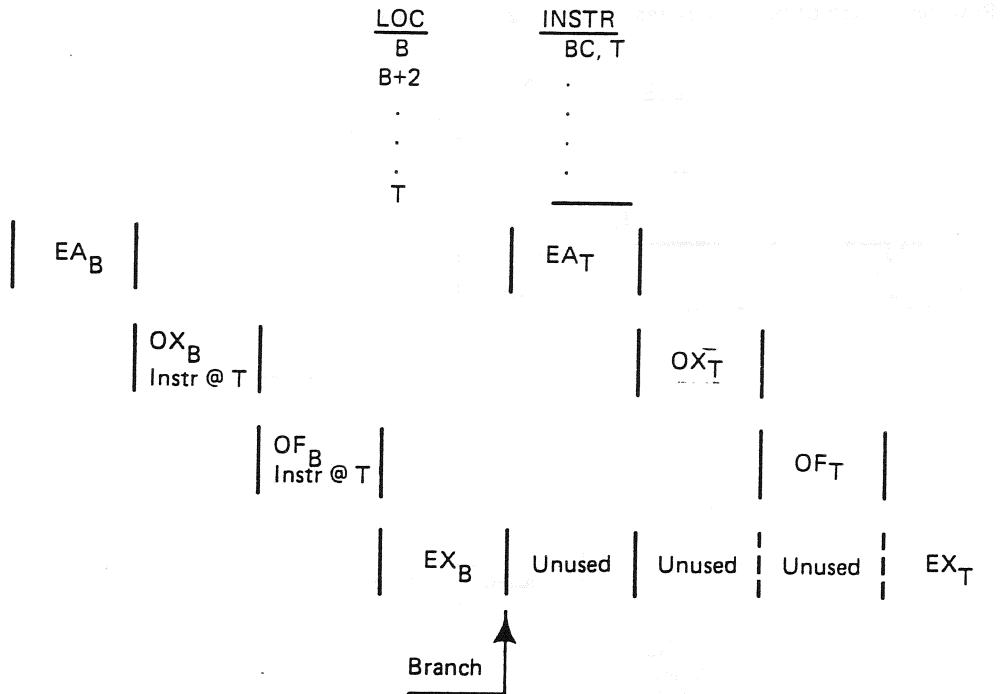 LOC INSTR
B BC, T
B+2 .
. .
. .
. .
T
EA_B EA_T
OX_B OX_T
Instr @ T
OF_B OF_T
Instr @ T
EX_B Unused Unused Unused EX_T
Branch